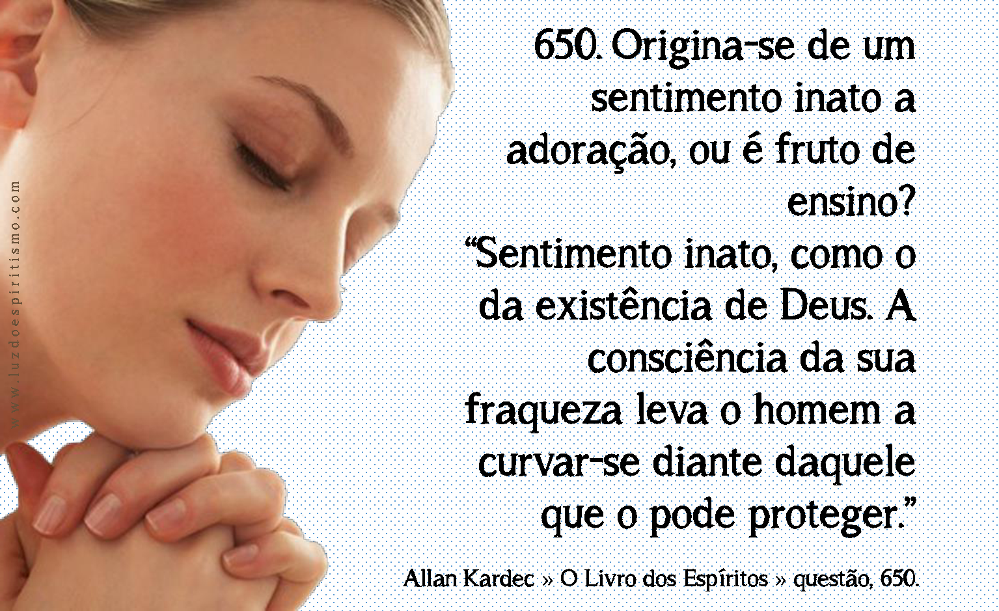 650. Origina-se de um
sentimento inato a
adoração, ou é fruto de
ensino?
“Sentimento inato, como o
da existência de Deus. A
consciência da sua
fraqueza leva o homem a
curvar-se diante daquele
que o pode proteger.”
Allan Kardec » O Livro dos Espíritos » questão, 650.
www.luzdoespiritismo.com